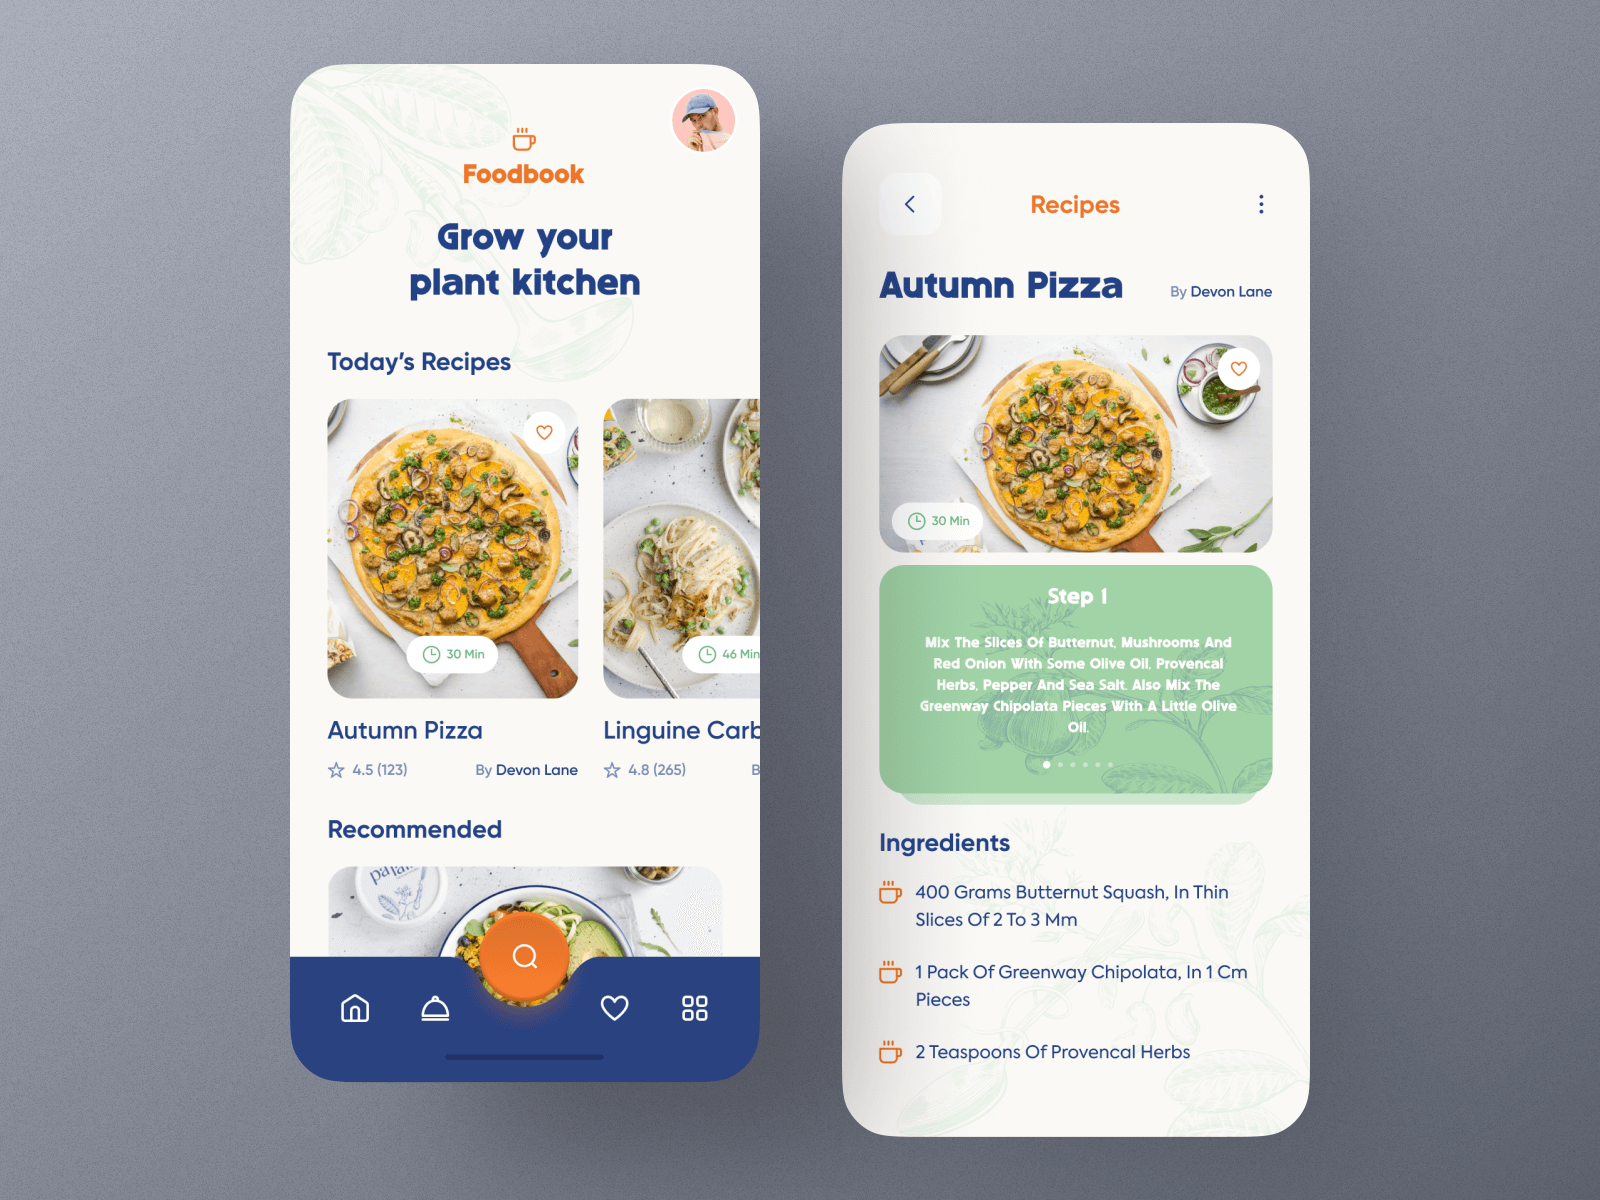 Foodbook
Grow your
plant kitchen
Today's Recipes
30 Min
46 Min
Autumn Pizza
Linguine Carb
4.5 (123)
By Devon Lane
4.8 (265)
B
Recommended
Recipes
Autumn Pizza
By Devon Lane
30 Min
Step 1
Mix The Slices Of Butternut, Mushrooms And
Red Onion With Some Olive Oil, Provencal
Herbs, Pepper And Sea Salt. Also Mix The
Greenway Chipolata Pieces With A Little Olive
Oil.
Ingredients
400 Grams Butternut Squash, In Thin
Slices Of 2 To 3 Mm
1 Pack Of Greenway Chipolata, In 1 Cm
Pieces
2 Teaspoons Of Provencal Herbs